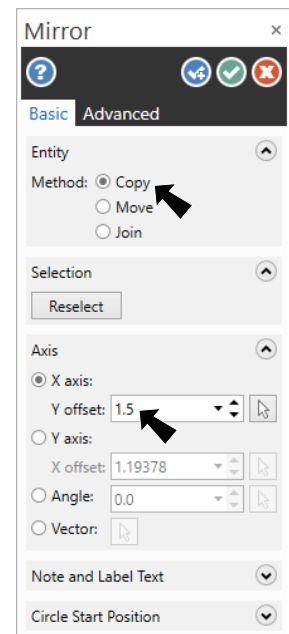 Mirror ×
?
Basic Advanced
Entity
Method: Copy
Move
Join
Selection
Reselect
Axis
X axis:
Y offset: 1.5
Y axis:
X offset: 1.19378
Angle: 0.0
Vector:
Note and Label Text
Circle Start Position